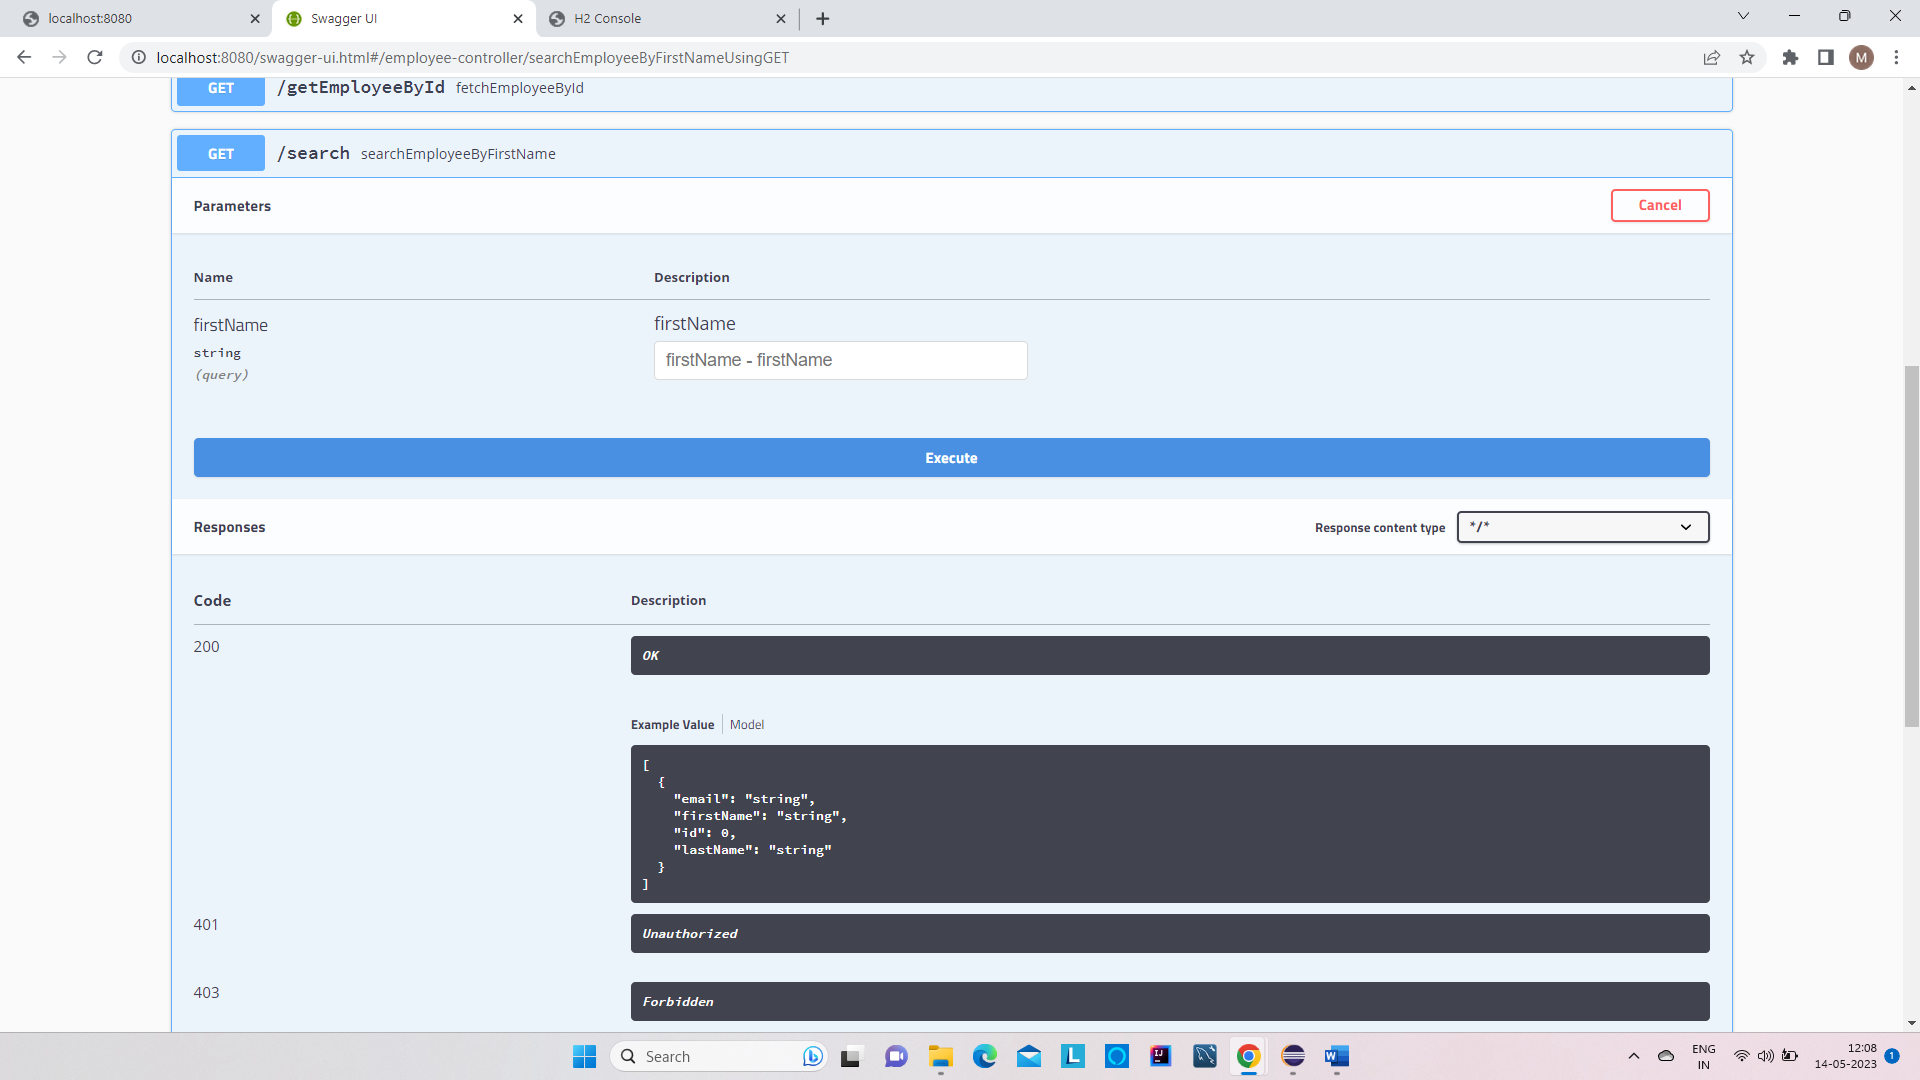 localhost:8080
Swagger UI
H2 Console
localhost:8080/swagger-ui.html#/employee-controller/searchEmployeeByFirstNameUsingGET
M
GET /getEmployeeById fetchEmployeeById
GET /search searchEmployeeByFirstName
Parameters
Cancel
Name Description
firstName
string
(query)
firstName
firstName - firstName
Execute
Responses
Response content type */*
Code Description
200
OK
Example Value Model
[
  {
    "email": "string",
    "firstName": "string",
    "id": 0,
    "lastName": "string"
  }
]
401
Unauthorized
403
Forbidden
Search
L
IJ
W
ENG
IN
12:08
14-05-2023
1